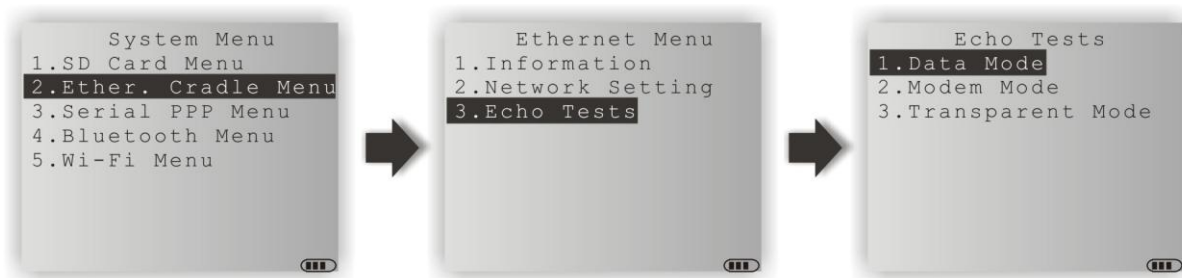 System Menu
1.SD Card Menu
2.Ether. Cradle Menu
3.Serial PPP Menu
4.Bluetooth Menu
5.Wi-Fi Menu
Ethernet Menu
1.Information
2.Network Setting
3.Echo Tests
Echo Tests
1.Data Mode
2.Modem Mode
3.Transparent Mode